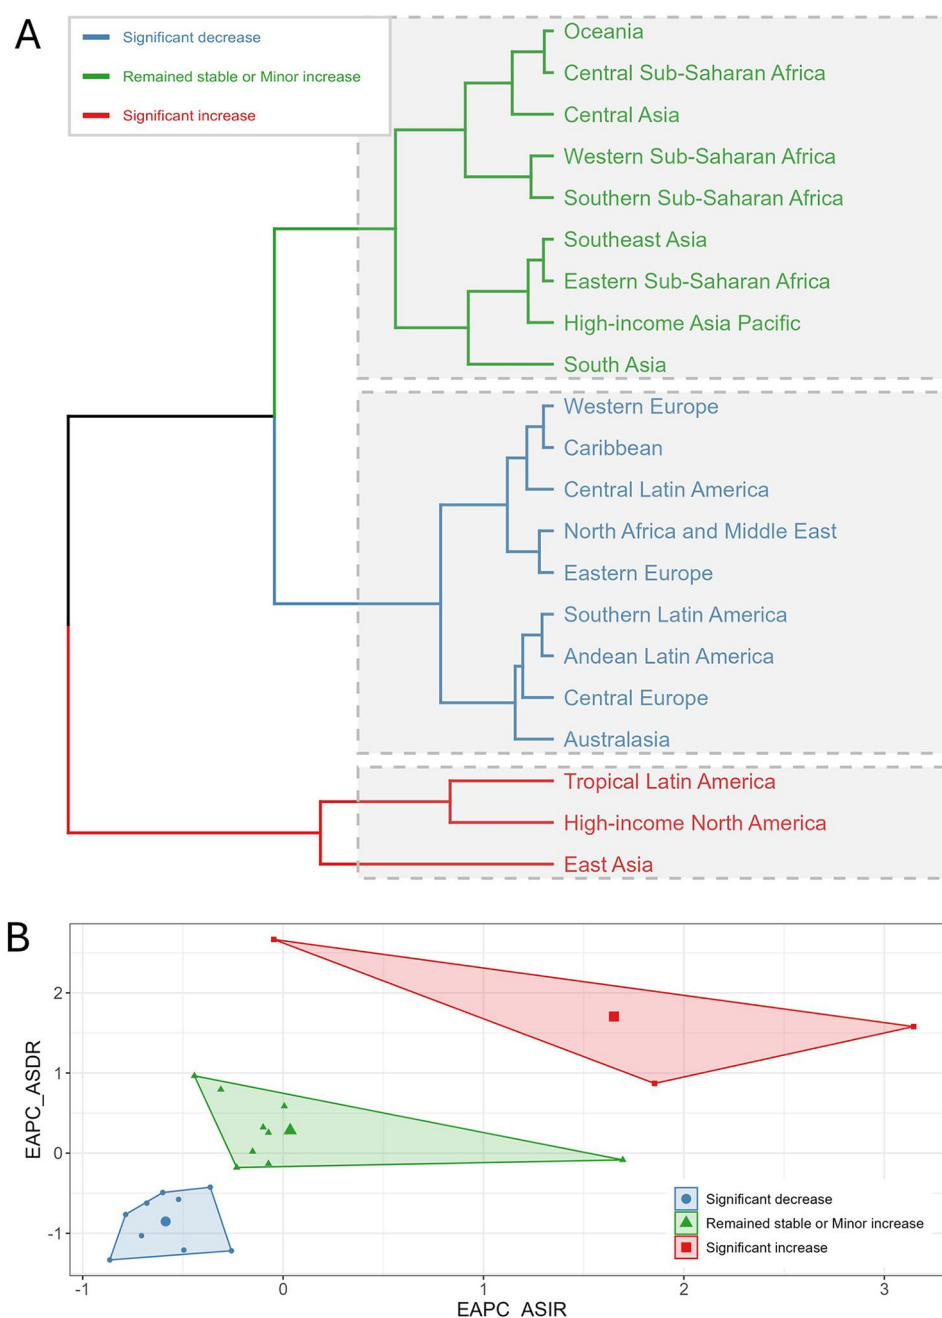 A
Significant decrease
Remained stable or Minor increase
Significant increase
Oceania
Central Sub-Saharan Africa
Central Asia
Western Sub-Saharan Africa
Southern Sub-Saharan Africa
Southeast Asia
Eastern Sub-Saharan Africa
High-income Asia Pacific
South Asia
Western Europe
Caribbean
Central Latin America
North Africa and Middle East
Eastern Europe
Southern Latin America
Andean Latin America
Central Europe
Australasia
Tropical Latin America
High-income North America
East Asia
B
EAPC_ASDR
2
1
0
-1
-1 0 1 2 3
EAPC_ASIR
Significant decrease
Remained stable or Minor increase
Significant increase